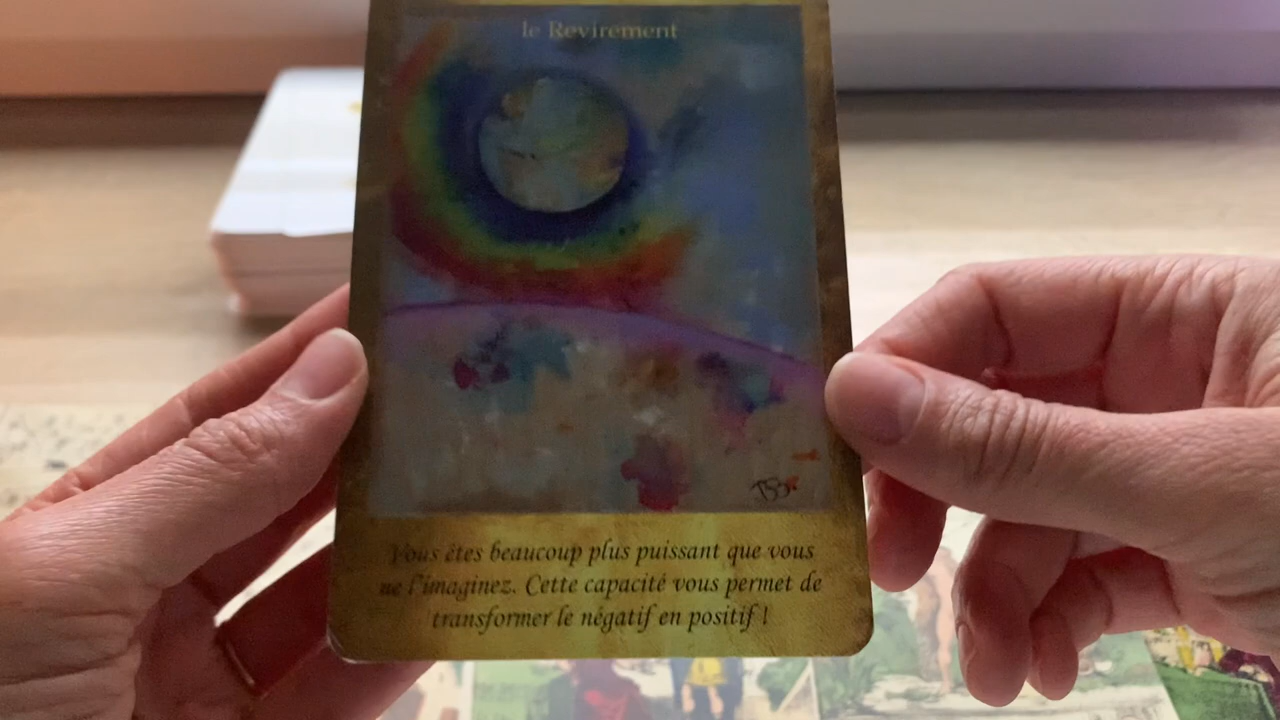 le Revirement
Vous êtes beaucoup plus puissant que vous
ne l'imaginez. Cette capacité vous permet de
transformer le négatif en positif !